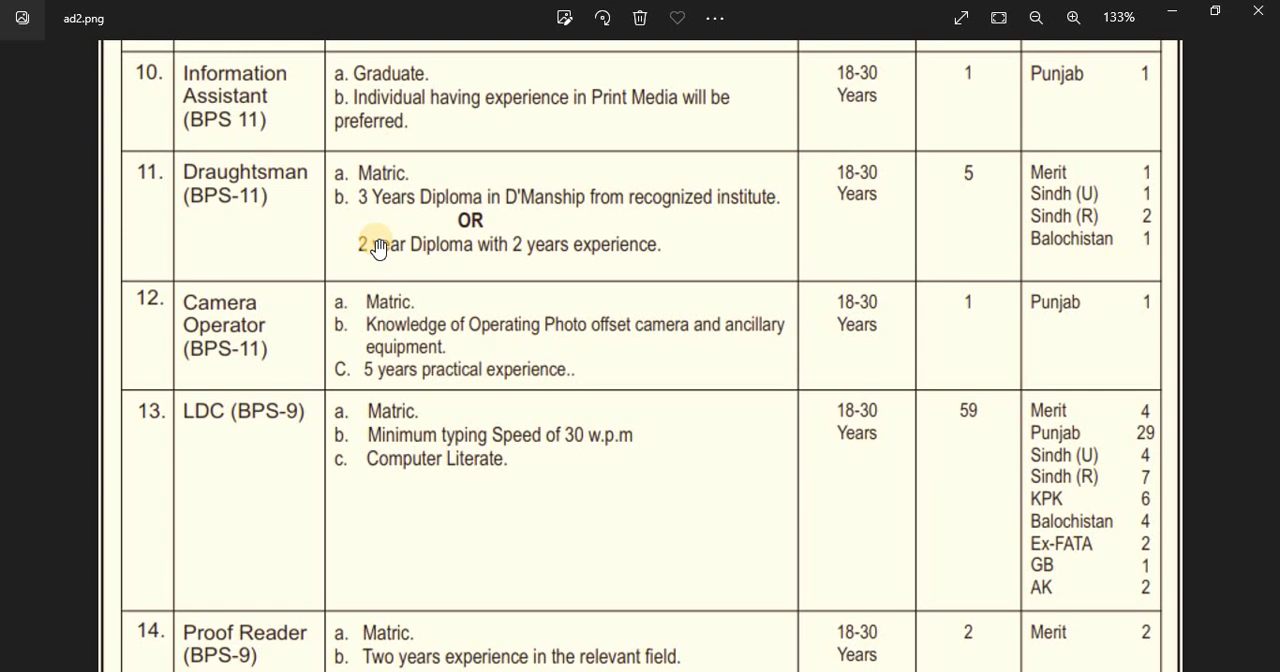 ad2.png
133%
10. Information Assistant (BPS 11)
a. Graduate.
b. Individual having experience in Print Media will be
preferred.
18-30
Years
1
Punjab 1
11. Draughtsman
(BPS-11)
a. Matric.
b. 3 Years Diploma in D'Manship from recognized institute.
OR
2 year Diploma with 2 years experience.
18-30
Years
5
Merit 1
Sindh (U) 1
Sindh (R) 2
Balochistan 1
12. Camera
Operator
(BPS-11)
a. Matric.
b. Knowledge of Operating Photo offset camera and ancillary
equipment.
C. 5 years practical experience..
18-30
Years
1
Punjab 1
13. LDC (BPS-9)
a. Matric.
b. Minimum typing Speed of 30 w.p.m
c. Computer Literate.
18-30
Years
59
Merit 4
Punjab 29
Sindh (U) 4
Sindh (R) 7
KPK 6
Balochistan 4
Ex-FATA 2
GB 1
AK 2
14. Proof Reader
(BPS-9)
a. Matric.
b. Two years experience in the relevant field.
18-30
Years
2
Merit 2